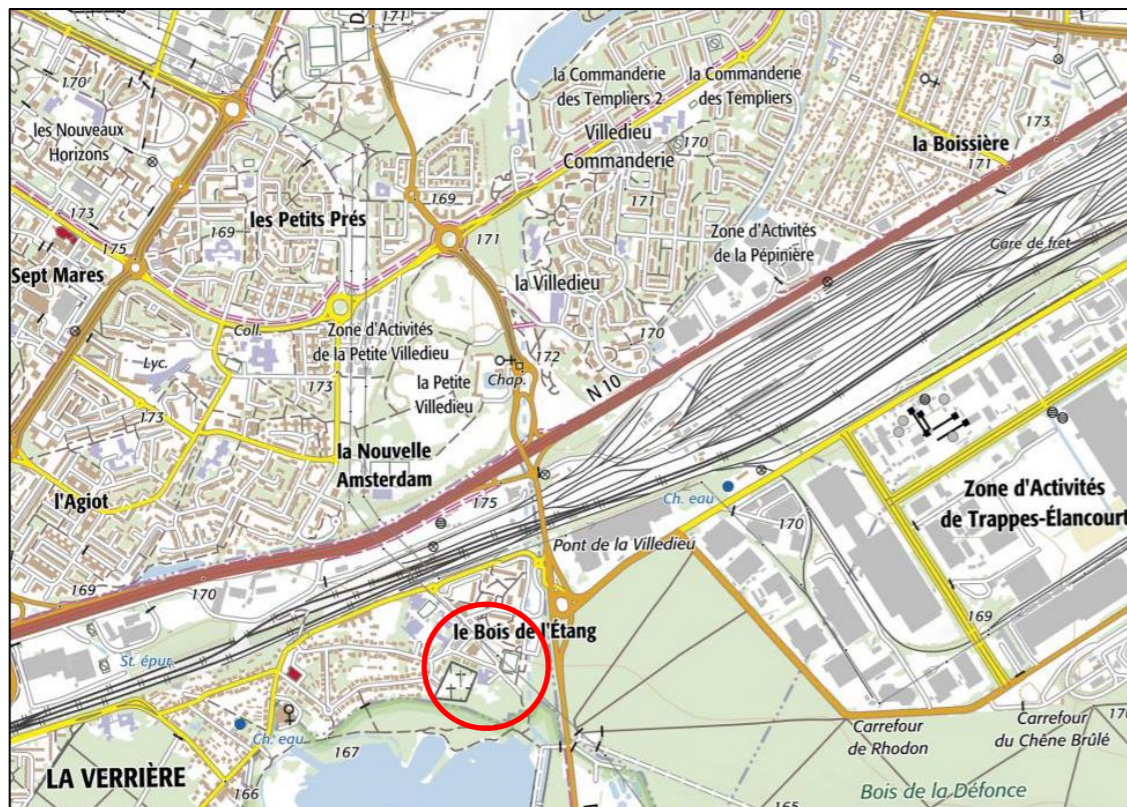 171
170
les Nouveaux
Horizons
la Commanderie
des Templiers 2
la Commanderie
des Templiers
Villedieu
Commanderie
170
173
la Boissière
171
173
169
les Petits Prés
169
171
171
175
Sept Mares
Zone d'Activités
de la Pépinière
Gare de fret
la Villedieu
Coll.
Zone d'Activités
de la Petite Villedieu
170
172
Lyc.
173
la Petite
Villedieu
Chap.
N 10
173
la Nouvelle
Amsterdam
l'Agiot
175
Ch. eau
170
Zone d'Activités
de Trappes-Élancourt
Pont de la Villedieu
169
170
169
le Bois de l'Étang
St. épur.
Ch. eau
167
166
LA VERRIÈRE
Carrefour
de Rhodon
Carrefour
du Chêne Brûlé
170
Bois de la Défonce
165